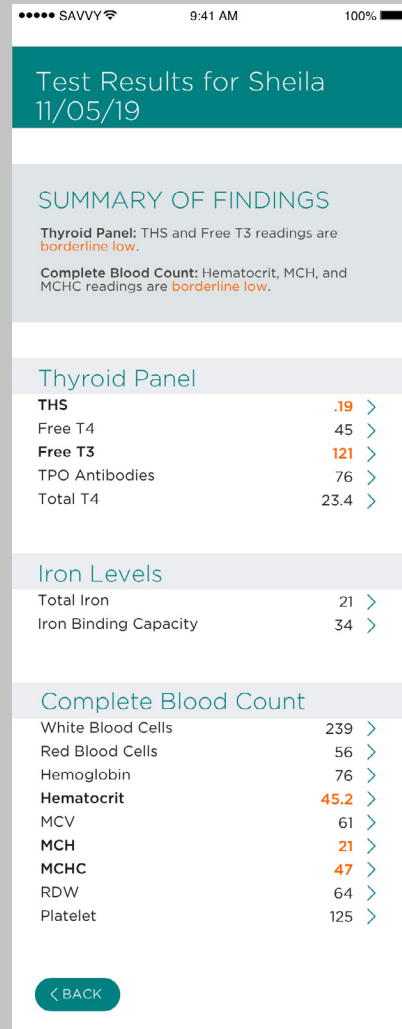 SAVVY 9:41 AM 100%
Test Results for Sheila
11/05/19
SUMMARY OF FINDINGS
Thyroid Panel: THS and Free T3 readings are
borderline low.
Complete Blood Count: Hematocrit, MCH, and
MCHC readings are borderline low.
Thyroid Panel
THS .19
Free T4 45
Free T3 121
TPO Antibodies 76
Total T4 23.4
Iron Levels
Total Iron 21
Iron Binding Capacity 34
Complete Blood Count
White Blood Cells 239
Red Blood Cells 56
Hemoglobin 76
Hematocrit 45.2
MCV 61
MCH 21
MCHC 47
RDW 64
Platelet 125
BACK